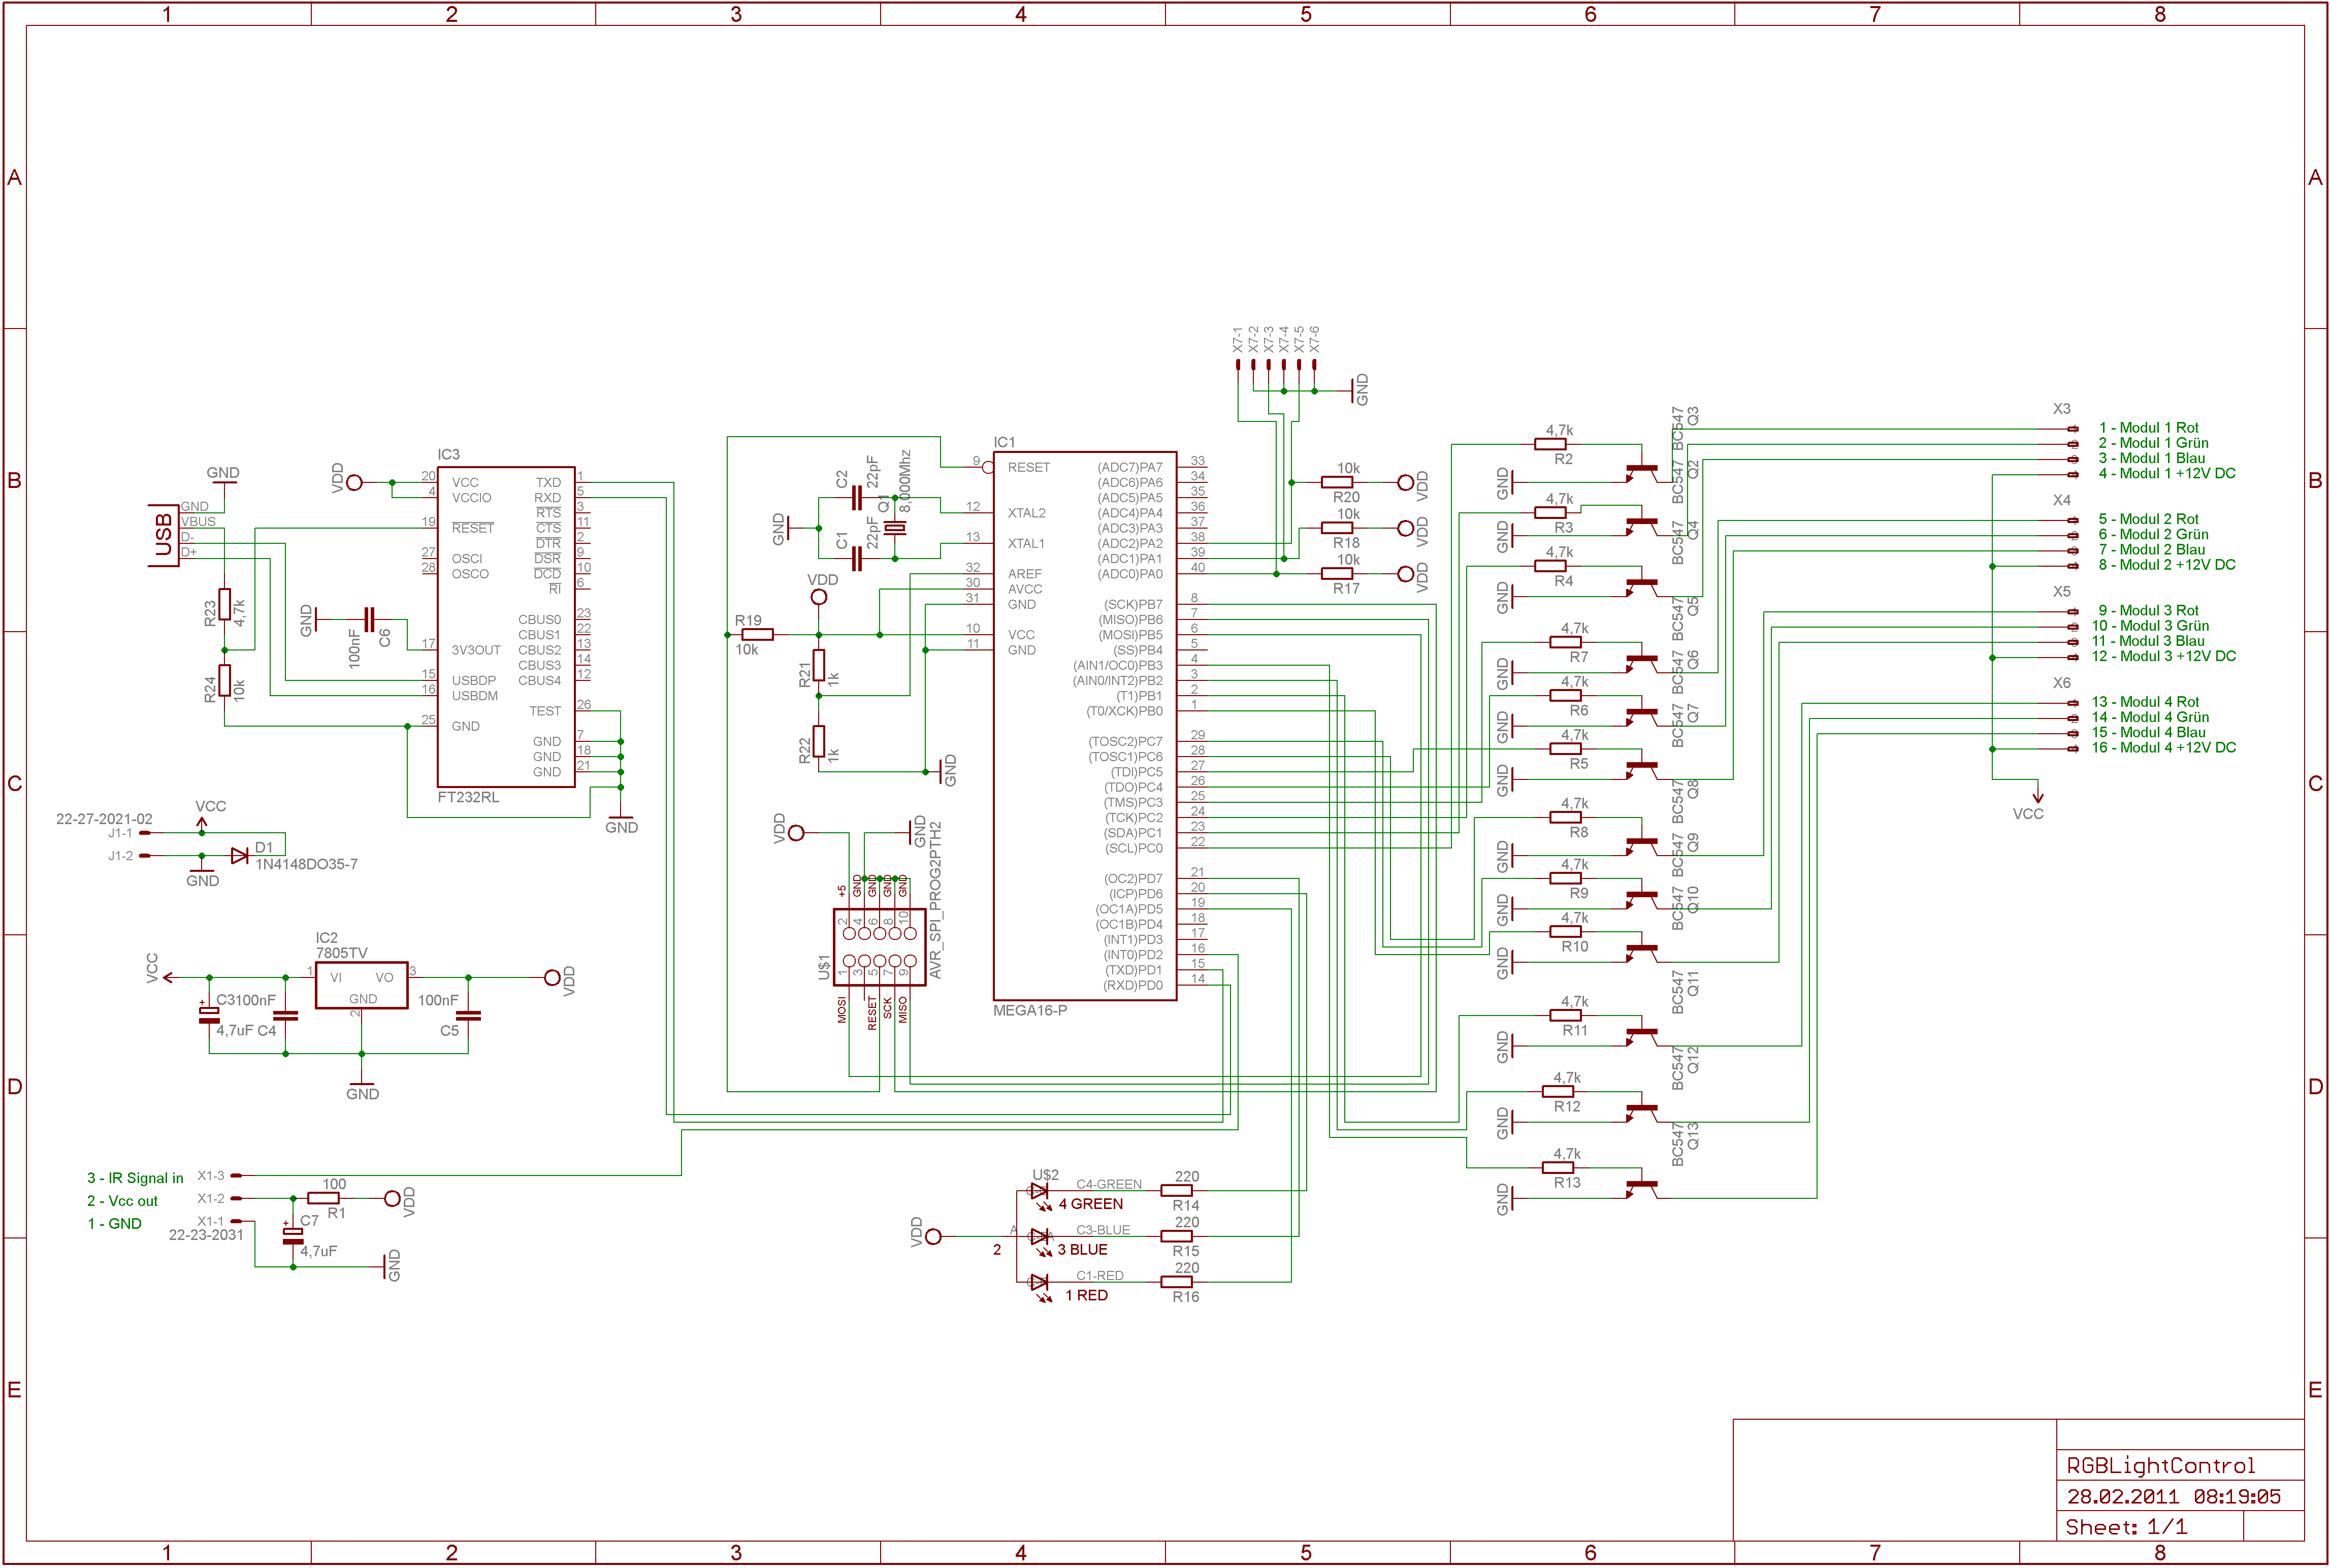 1 2 3 4 5 6 7 8
A
B
C
D
E
A
B
C
D
E
1 2 3 4 5 6 7 8
USB
GND
VBUS
D-
D+
GND
R23
4,7k
R24
10k
VDD
IC3
FT232RL
20 VCC
4 VCCIO
19 RESET
27 OSCI
28 OSCO
17 3V3OUT
15 USBDP
16 USBDM
25 GND
TXD 1
RXD 5
RTS 3
CTS 11
DTR 2
DSR 9
DCD 10
RI 6
CBUS0 23
CBUS1 22
CBUS2 13
CBUS3 14
CBUS4 12
TEST 26
GND 7
GND 18
GND 21
GND
GND
100nF
C6
22-27-2021-02
J1-1
J1-2
VCC
GND
D1
1N4148DO35-7
IC2
7805TV
VCC
1 VI
VO 3
GND
2
VDD
C3
4,7uF
100nF
C4
100nF
C5
GND
3 - IR Signal in
2 - Vcc out
1 - GND
X1-3
X1-2
X1-1
22-23-2031
100
R1
VDD
C7
4,7uF
GND
GND
C2
22pF
C1
22pF
Q1
8,000Mhz
VDD
R19
10k
R21
1k
R22
1k
GND
IC1
MEGA16-P
9 RESET
12 XTAL2
13 XTAL1
32 AREF
30 AVCC
31 GND
10 VCC
11 GND
(ADC7)PA7 33
(ADC6)PA6 34
(ADC5)PA5 35
(ADC4)PA4 36
(ADC3)PA3 37
(ADC2)PA2 38
(ADC1)PA1 39
(ADC0)PA0 40
(SCK)PB7 8
(MISO)PB6 7
(MOSI)PB5 6
(SS)PB4 5
(AIN1/OC0)PB3 4
(AIN0/INT2)PB2 3
(T1)PB1 2
(T0/XCK)PB0 1
(TOSC2)PC7 29
(TOSC1)PC6 28
(TDI)PC5 27
(TDO)PC4 26
(TMS)PC3 25
(TCK)PC2 24
(SDA)PC1 23
(SCL)PC0 22
(OC2)PD7 21
(ICP)PD6 20
(OC1A)PD5 19
(OC1B)PD4 18
(INT1)PD3 17
(INT0)PD2 16
(TXD)PD1 15
(RXD)PD0 14
VDD
GND
U$1
AVR_SPI_PROG2PTH2
+5 GND GND GND GND
2 4 6 8 10
1 3 5 7 9
MOSI RESET SCK MISO
X7-1 X7-2 X7-3 X7-4 X7-5 X7-6
GND
10k
R20
VDD
10k
R18
VDD
10k
R17
VDD
U$2
VDD
A
2
C4-GREEN
4 GREEN
220
R14
C3-BLUE
3 BLUE
220
R15
C1-RED
1 RED
220
R16
4,7k
R2
GND
BC547
Q3
4,7k
R3
GND
BC547
Q2
4,7k
R4
GND
BC547
Q4
4,7k
R7
GND
BC547
Q5
4,7k
R6
GND
BC547
Q6
4,7k
R5
GND
BC547
Q7
4,7k
R8
GND
BC547
Q8
4,7k
R9
GND
BC547
Q9
4,7k
R10
GND
BC547
Q10
4,7k
R11
GND
BC547
Q11
4,7k
R12
GND
BC547
Q12
4,7k
R13
GND
BC547
Q13
X3
1 - Modul 1 Rot
2 - Modul 1 Grün
3 - Modul 1 Blau
4 - Modul 1 +12V DC
X4
5 - Modul 2 Rot
6 - Modul 2 Grün
7 - Modul 2 Blau
8 - Modul 2 +12V DC
X5
9 - Modul 3 Rot
10 - Modul 3 Grün
11 - Modul 3 Blau
12 - Modul 3 +12V DC
X6
13 - Modul 4 Rot
14 - Modul 4 Grün
15 - Modul 4 Blau
16 - Modul 4 +12V DC
VCC
RGBLightControl
28.02.2011 08:19:05
Sheet: 1/1